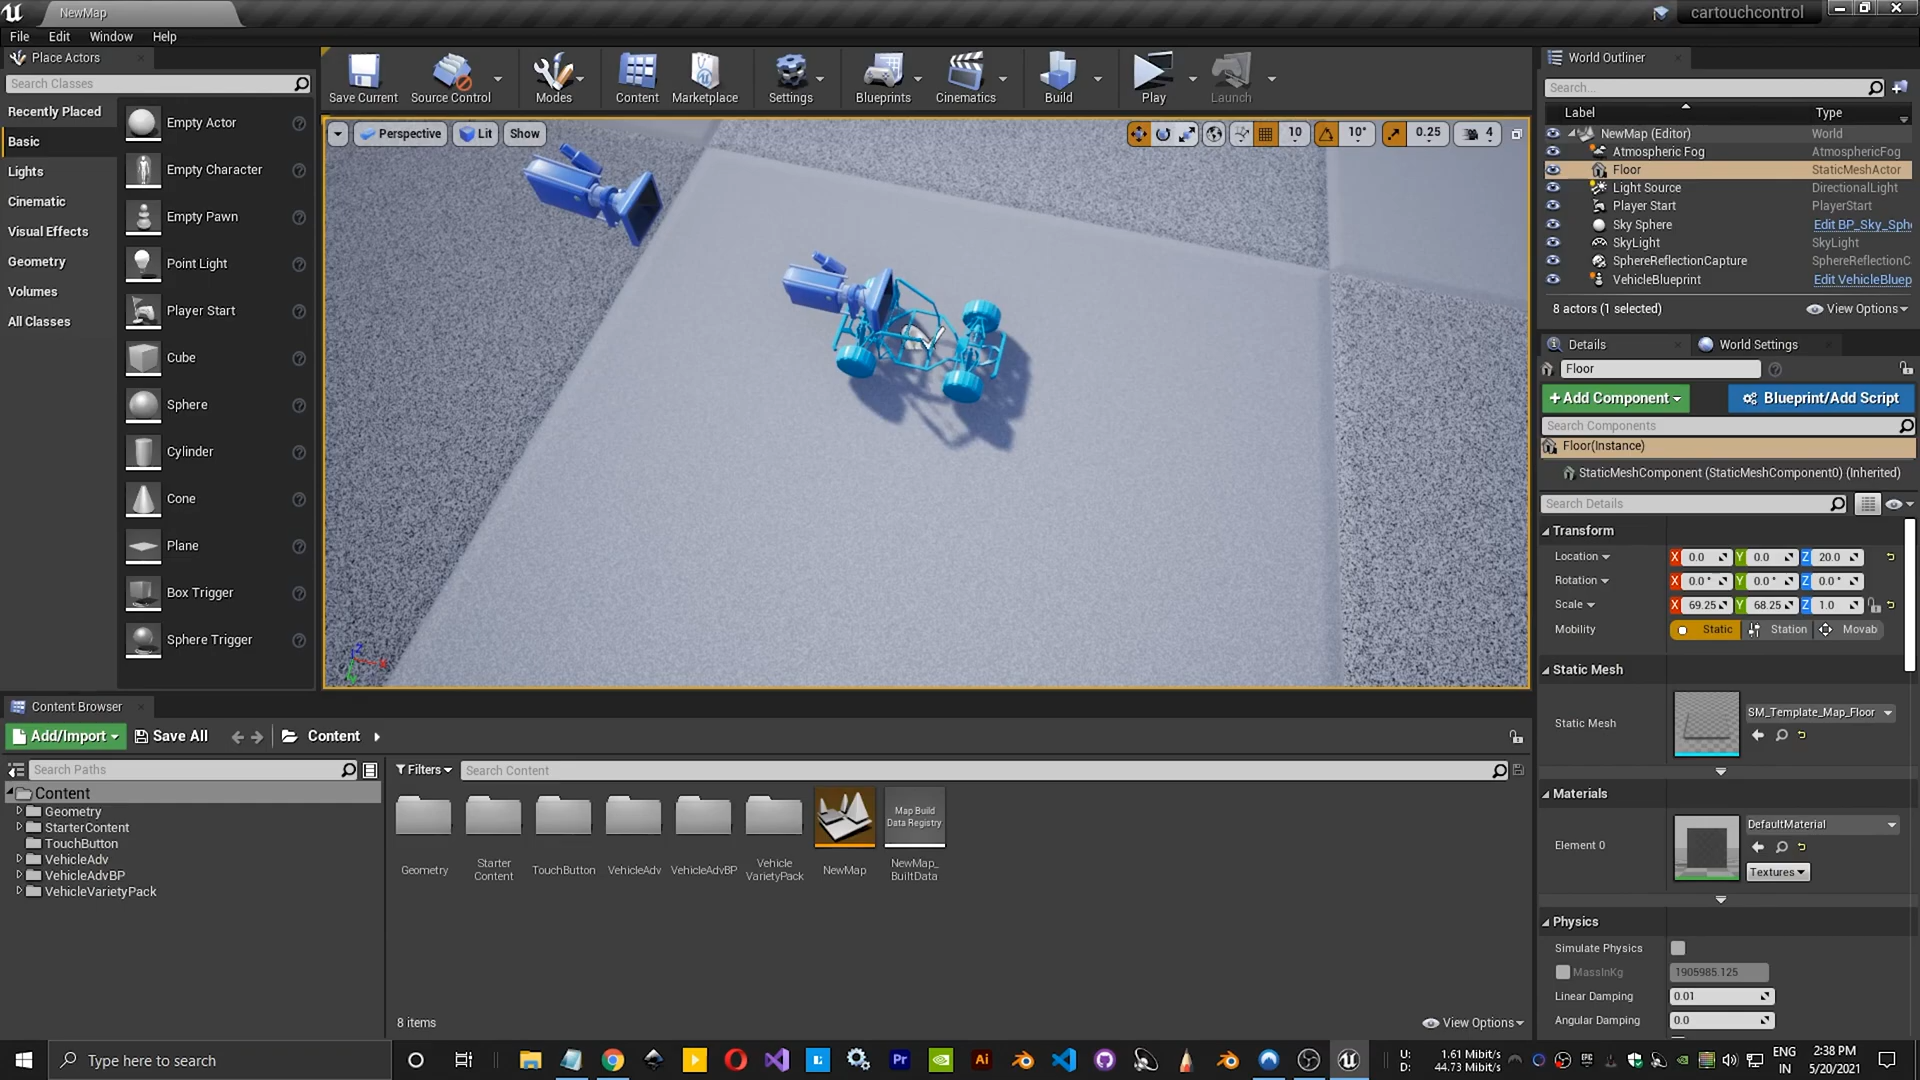 NewMap
cartouchcontrol
File Edit Window Help
Place Actors
Search Classes
Recently Placed
Basic
Lights
Cinematic
Visual Effects
Geometry
Volumes
All Classes
Empty Actor
Empty Character
Empty Pawn
Point Light
Player Start
Cube
Sphere
Cylinder
Cone
Plane
Box Trigger
Sphere Trigger
Save Current Source Control Modes Content Marketplace Settings Blueprints Cinematics Build Play Launch
Perspective Lit Show
10 10° 0.25 4
World Outliner
Search...
Label Type
NewMap (Editor) World
Atmospheric Fog AtmosphericFog
Floor StaticMeshActor
Light Source DirectionalLight
Player Start PlayerStart
Sky Sphere Edit BP_Sky_Sph
SkyLight SkyLight
SphereReflectionCapture SphereReflectionC
VehicleBlueprint Edit VehicleBluep
8 actors (1 selected) View Options
Details World Settings
Floor
+Add Component Blueprint/Add Script
Search Components
Floor(Instance)
StaticMeshComponent (StaticMeshComponent0) (Inherited)
Search Details
Transform
Location X 0.0 Y 0.0 Z 20.0
Rotation X 0.0 ° Y 0.0 ° Z 0.0 °
Scale X 69.25 Y 68.25 Z 1.0
Mobility Static Station Movab
Static Mesh
Static Mesh SM_Template_Map_Floor
Materials
Element 0 DefaultMaterial
Textures
Physics
Simulate Physics
MassInKg 1905985.125
Linear Damping 0.01
Angular Damping 0.0
Content Browser
Add/Import Save All Content
Search Paths
Filters Search Content
Content
Geometry
StarterContent
TouchButton
VehicleAdv
VehicleAdvBP
VehicleVarietyPack
Map Build
Data Registry
Geometry
Starter
Content
TouchButton
VehicleAdv
VehicleAdvBP
Vehicle
VarietyPack
NewMap
NewMap_
BuiltData
8 items View Options
Type here to search
U: 1.61 Mibit/s
D: 44.73 Mibit/s
ENG
IN
2:38 PM
5/20/2021